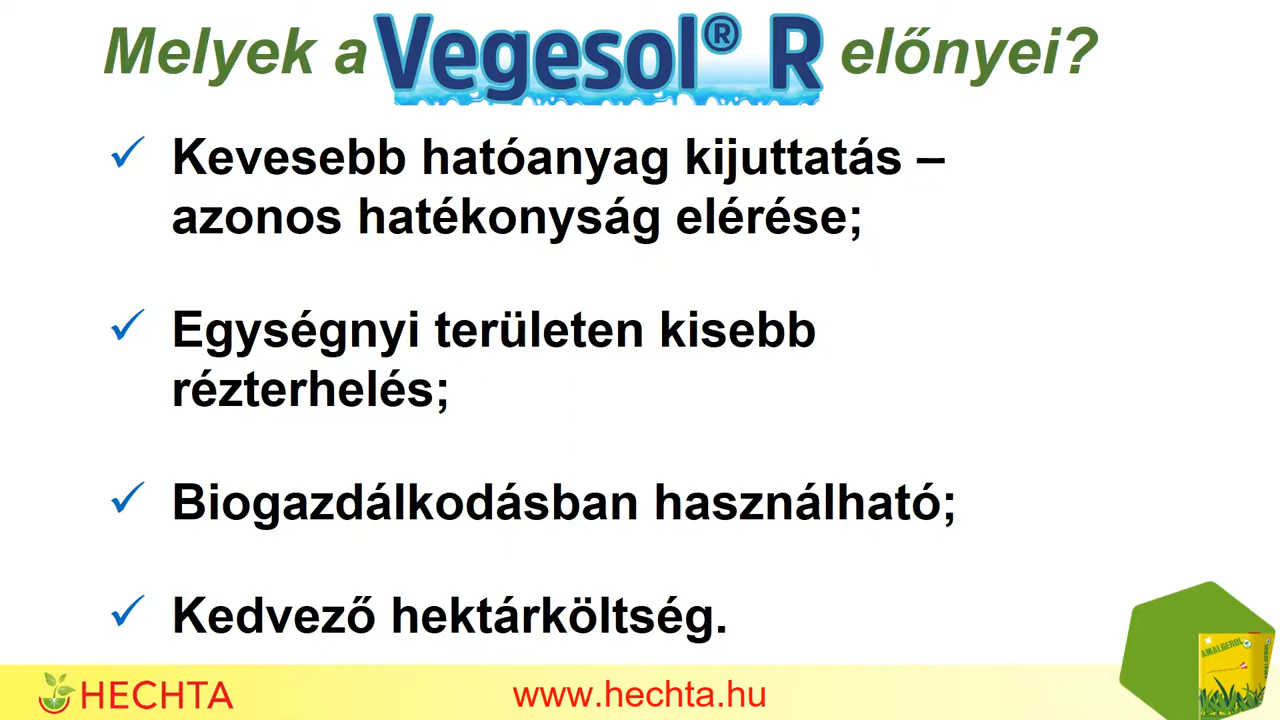 Melyek a Vegesol® R előnyei?
✓ Kevesebb hatóanyag kijuttatás –
azonos hatékonyság elérése;
✓ Egységnyi területen kisebb
rézterhelés;
✓ Biogazdálkodásban használható;
✓ Kedvező hektárköltség.
HECHTA
www.hechta.hu
AMALGEROL